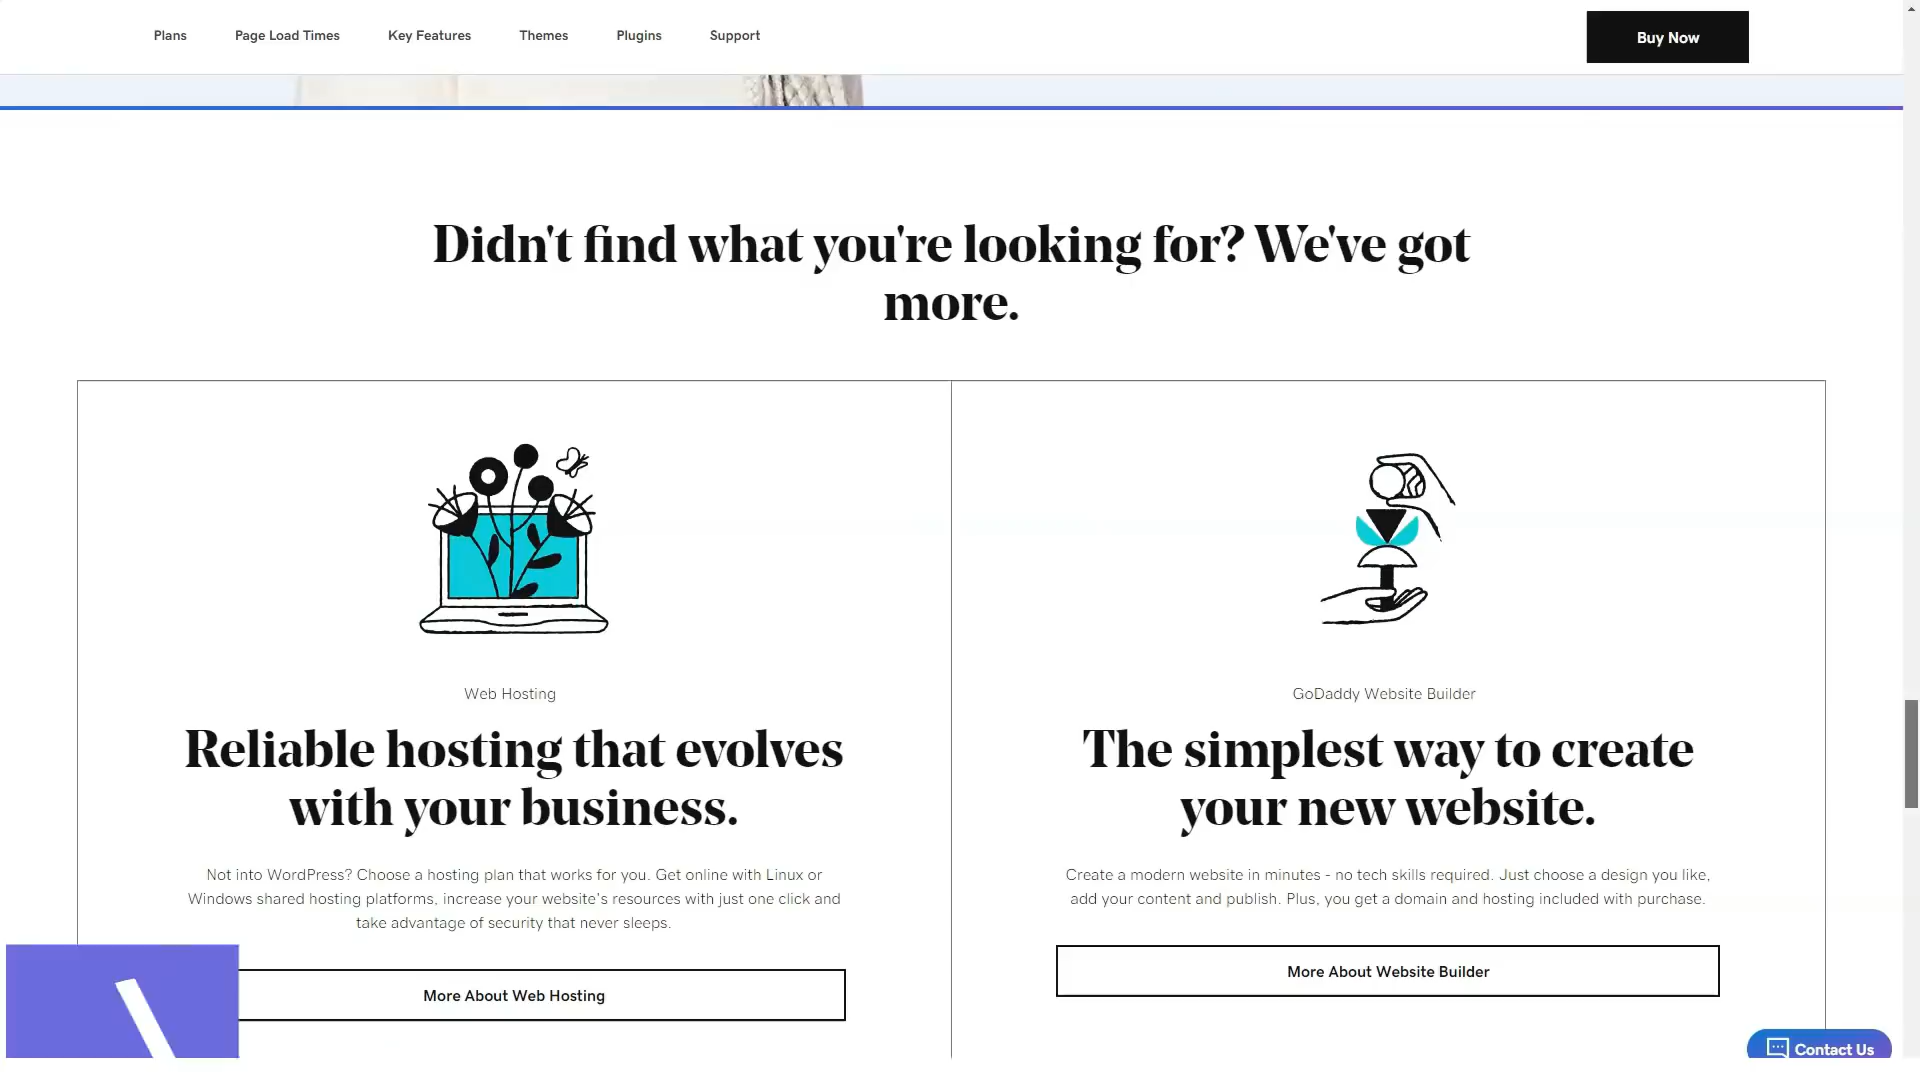 Plans
Page Load Times
Key Features
Themes
Plugins
Support
Buy Now
Didn't find what you're looking for? We've got
more.
Web Hosting
Reliable hosting that evolves
with your business.
Not into WordPress? Choose a hosting plan that works for you. Get online with Linux or
Windows shared hosting platforms, increase your website's resources with just one click and
take advantage of security that never sleeps.
More About Web Hosting
GoDaddy Website Builder
The simplest way to create
your new website.
Create a modern website in minutes - no tech skills required. Just choose a design you like,
add your content and publish. Plus, you get a domain and hosting included with purchase.
More About Website Builder
Contact Us